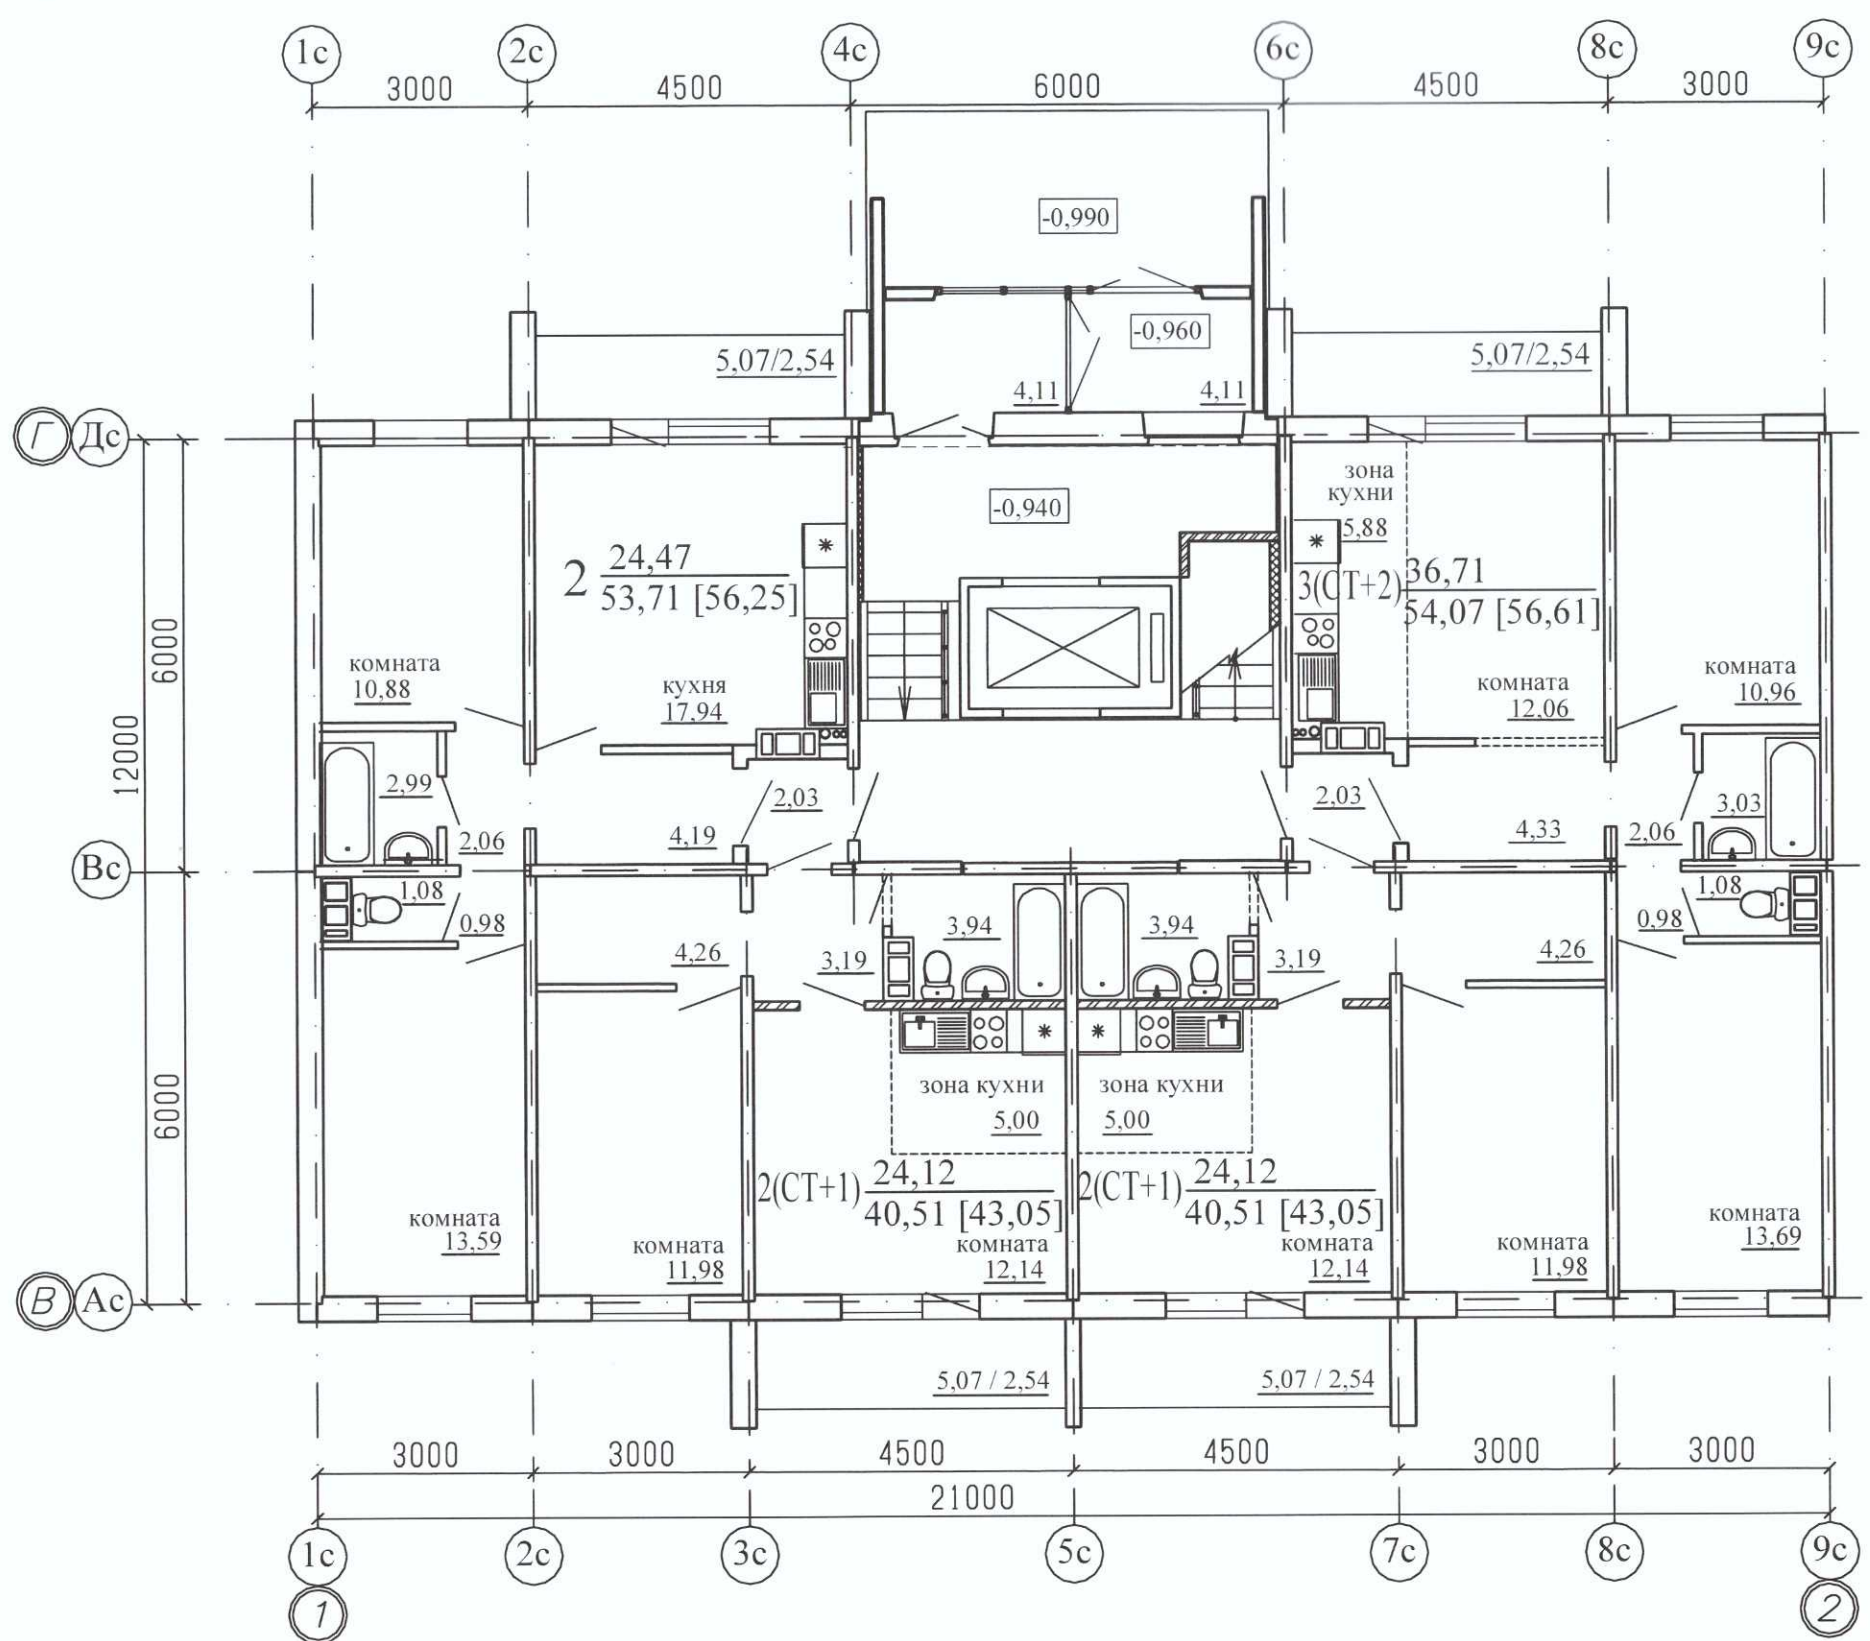 1с 2с 4с 6с 8с 9с
3000 4500 6000 4500 3000
-0,990
-0,960
5,07/2,54
5,07/2,54
4,11
4,11
Г Дс
зона
кухни
5,88
-0,940
2 24,47
53,71 [56,25]
3(СТ+2) 36,71
54,07 [56,61]
6000
комната
10,88
кухня
17,94
комната
12,06
комната
10,96
12000
2,99
2,03
2,03
3,03
2,06
4,19
4,33
2,06
Вс
1,08
0,98
3,94
3,94
1,08
0,98
4,26
3,19
3,19
4,26
6000
зона кухни
5,00
зона кухни
5,00
2(СТ+1) 24,12
40,51 [43,05]
2(СТ+1) 24,12
40,51 [43,05]
комната
13,59
комната
11,98
комната
12,14
комната
12,14
комната
11,98
комната
13,69
В Ас
5,07 / 2,54
5,07 / 2,54
3000 3000 4500 4500 3000 3000
21000
1с 2с 3с 5с 7с 8с 9с
1 2